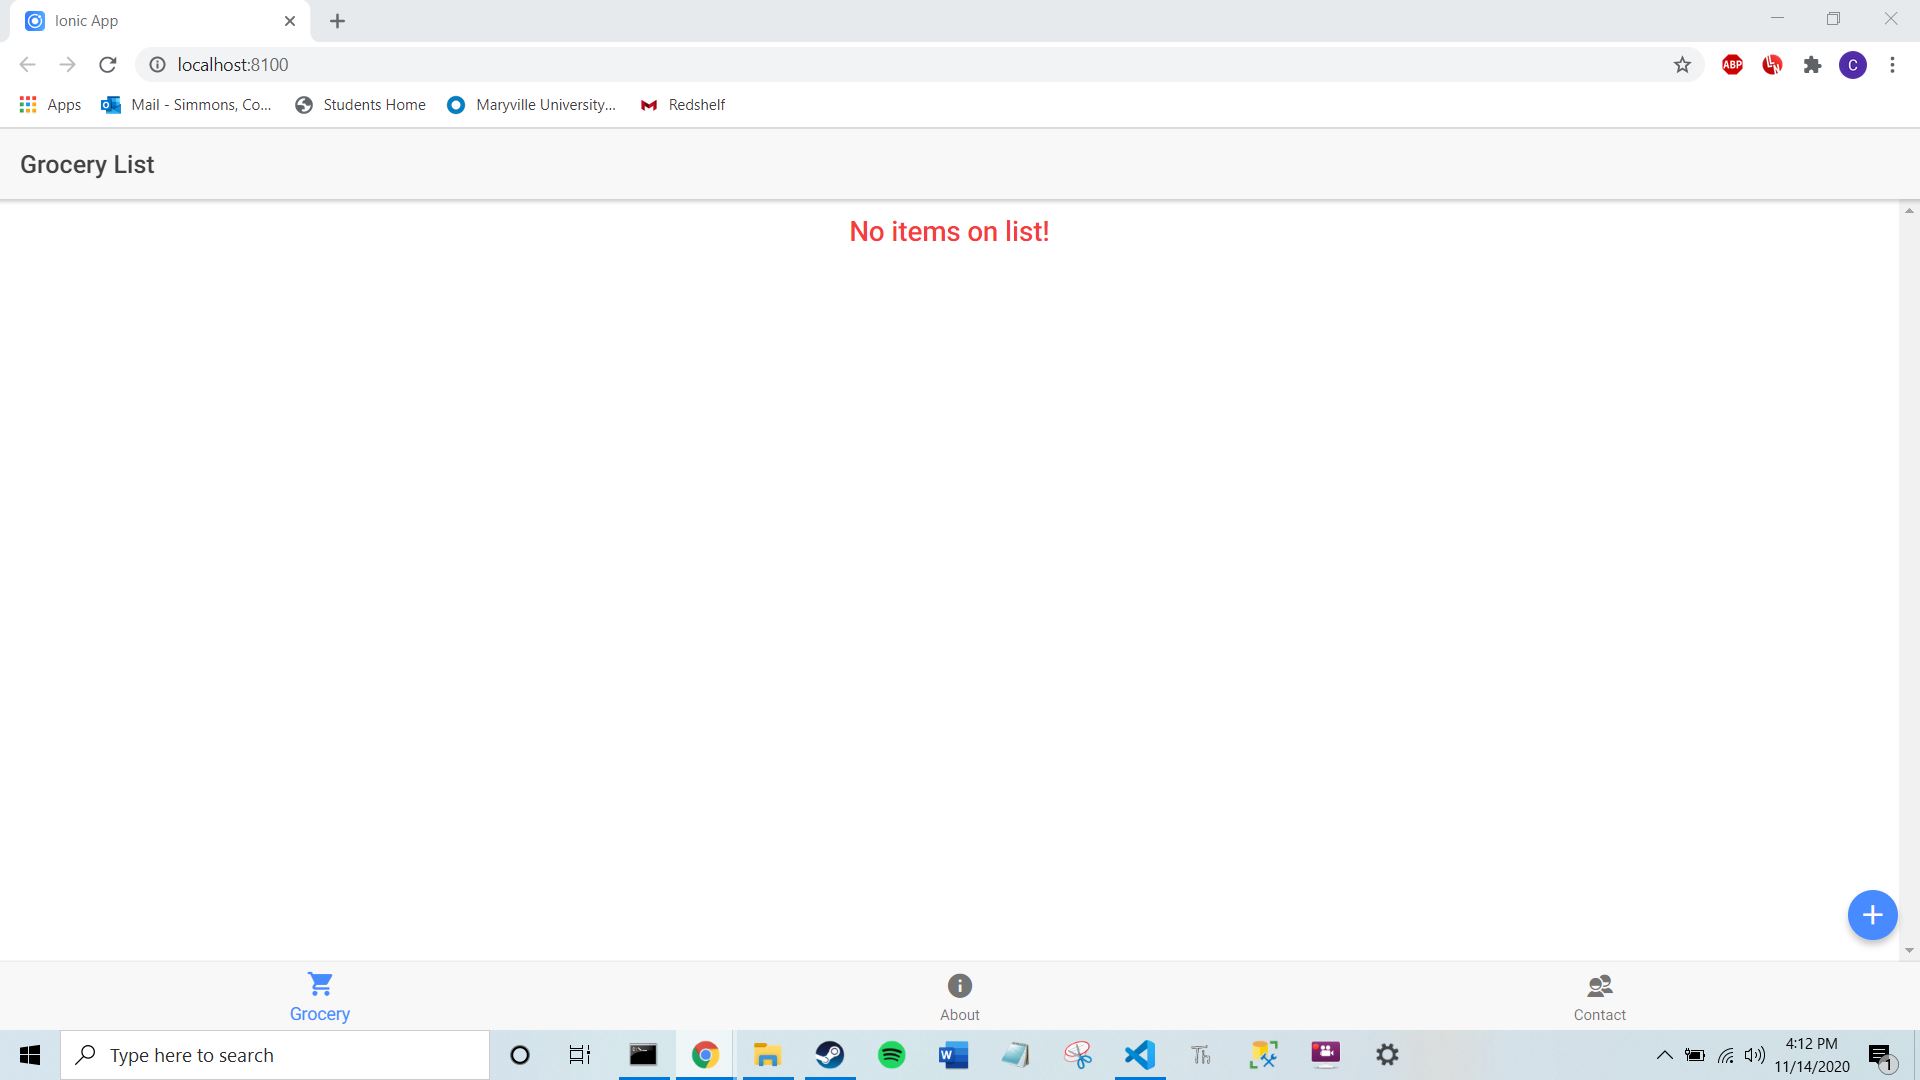 Ionic App
localhost:8100
ABP
C
Apps
Mail - Simmons, Co...
Students Home
Maryville University...
Redshelf
Grocery List
No items on list!
Grocery
About
Contact
Type here to search
W
Th
4:12 PM
11/14/2020
1